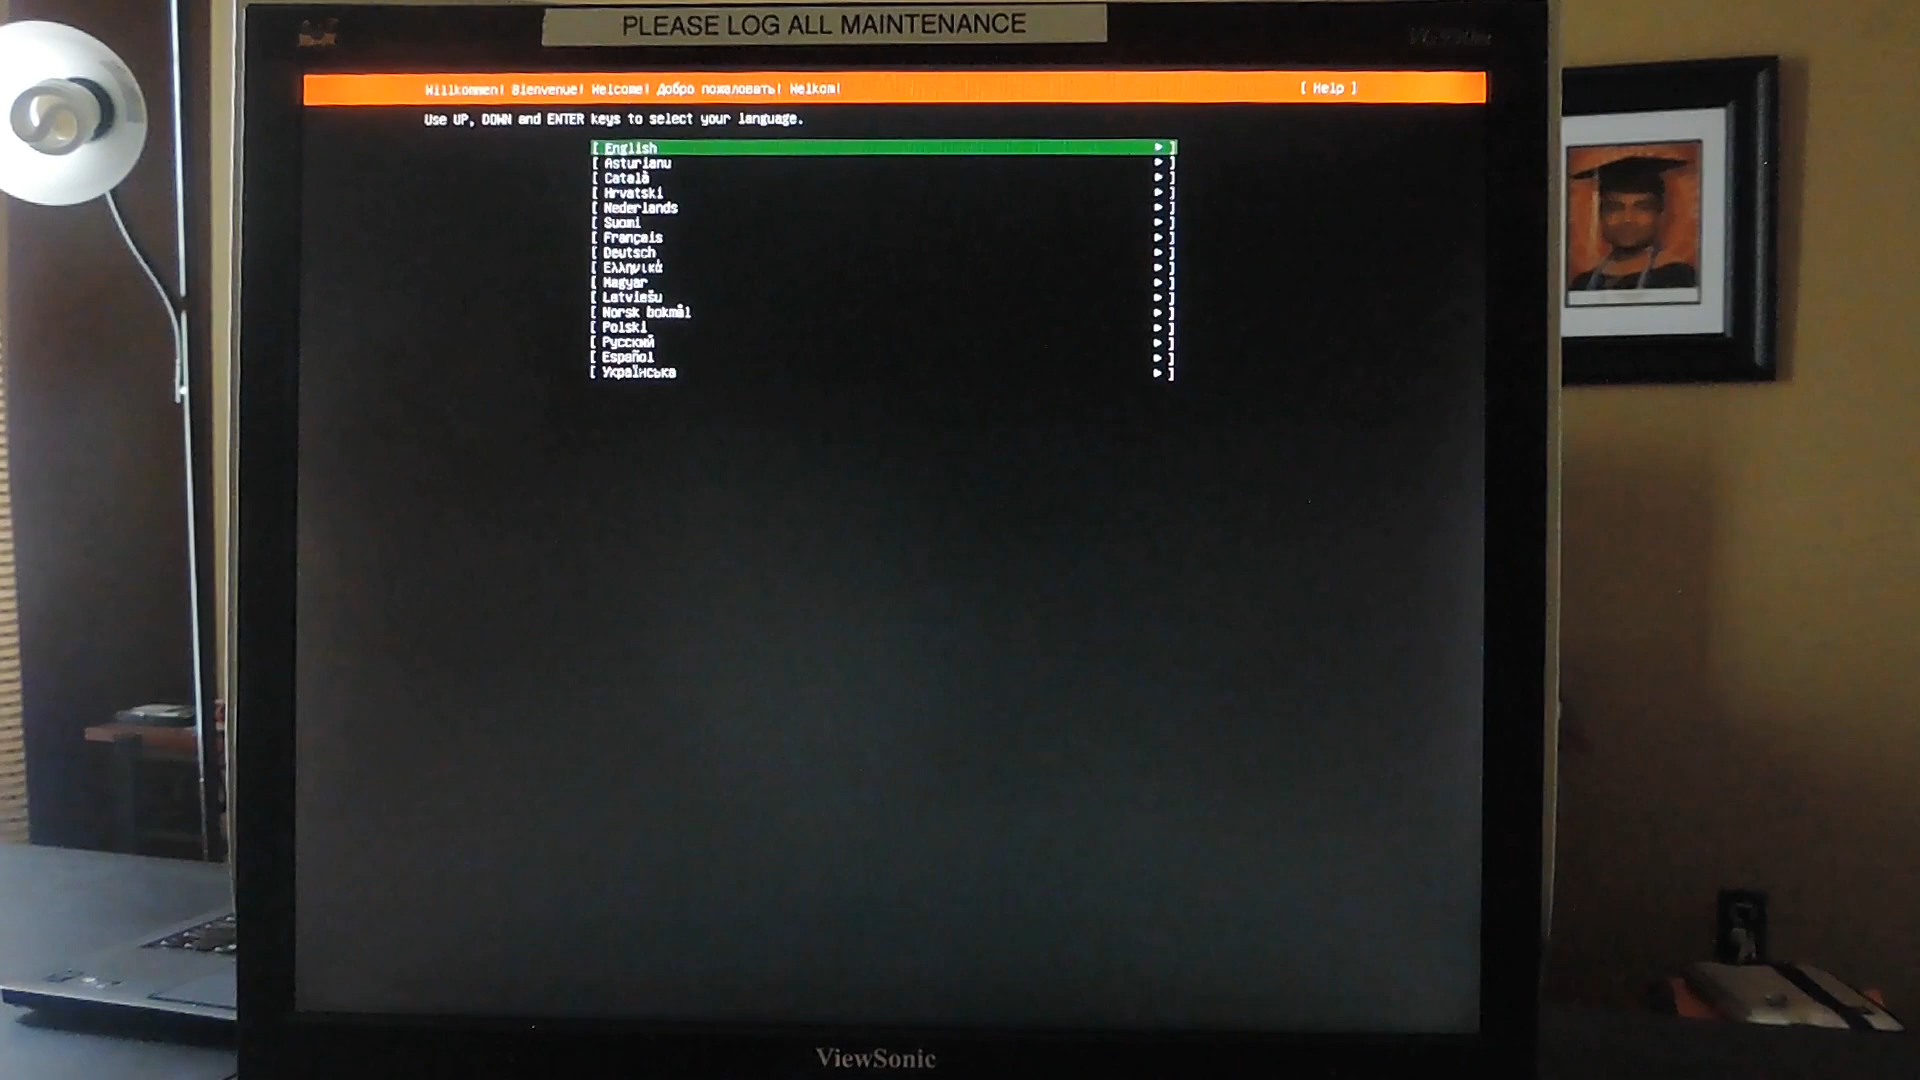 PLEASE LOG ALL MAINTENANCE
Willkommen! Bienvenue! Welcome! Добро пожаловать! Welkom!
[ Help ]
Use UP, DOWN and ENTER keys to select your language.
[ English ► ]
[ Asturianu ► ]
[ Català ► ]
[ Hrvatski ► ]
[ Nederlands ► ]
[ Suomi ► ]
[ Français ► ]
[ Deutsch ► ]
[ Ελληνικά ► ]
[ Magyar ► ]
[ Latviešu ► ]
[ Norsk bokmål ► ]
[ Polski ► ]
[ Русский ► ]
[ Español ► ]
[ Українська ► ]
ViewSonic